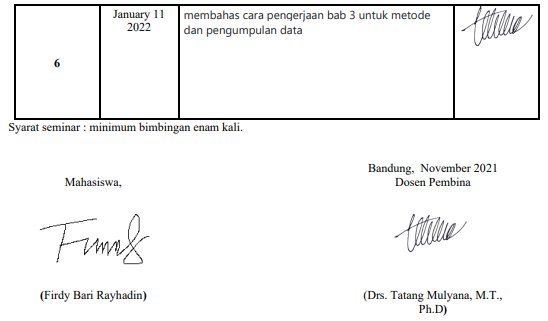 January 11
2022
membahas cara pengerjaan bab 3 untuk metode
dan pengumpulan data
6
Syarat seminar : minimum bimbingan enam kali.
Bandung, November 2021
Mahasiswa,
Dosen Pembina
(Firdy Bari Rayhadin)
(Drs. Tatang Mulyana, M.T.,
Ph.D)